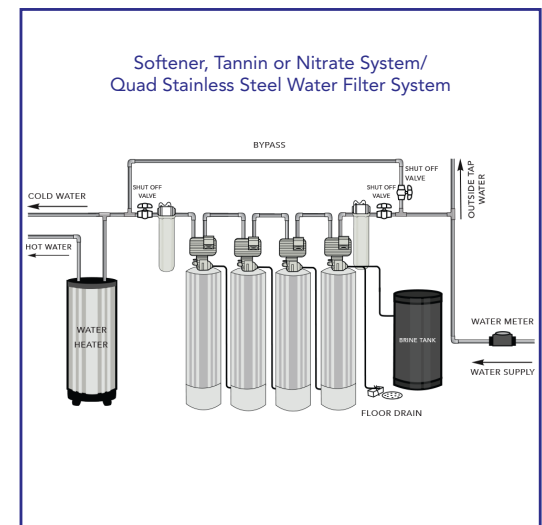 Softener, Tannin or Nitrate System/
Quad Stainless Steel Water Filter System
BYPASS
SHUT OFF
VALVE
SHUT OFF
VALVE
SHUT OFF
VALVE
OUTSIDE TAP
WATER
COLD WATER
HOT WATER
WATER
HEATER
BRINE TANK
WATER METER
WATER SUPPLY
FLOOR DRAIN